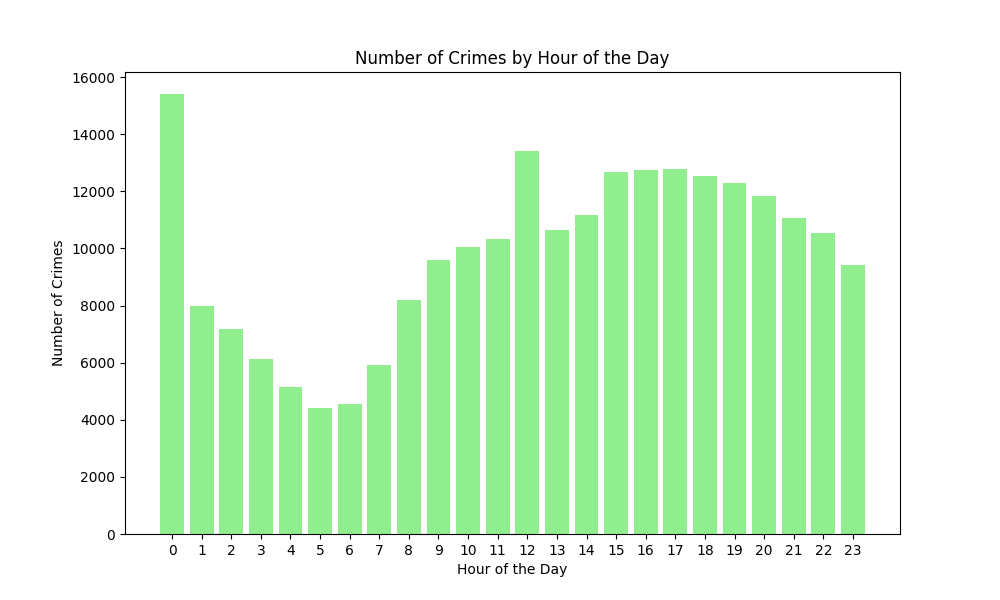 Number of Crimes by Hour of the Day
Number of Crimes
16000
14000
12000
10000
8000
6000
4000
2000
0
0 1 2 3 4 5 6 7 8 9 10 11 12 13 14 15 16 17 18 19 20 21 22 23
Hour of the Day